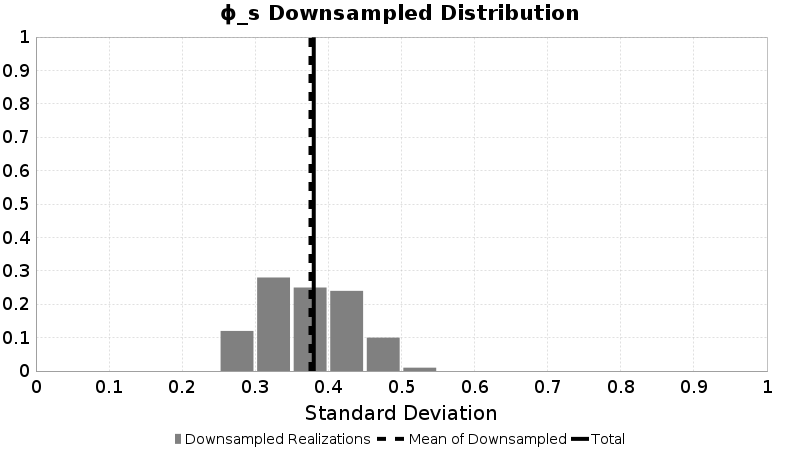 ϕ_s Downsampled Distribution
1
0.9
0.8
0.7
0.6
0.5
0.4
0.3
0.2
0.1
0
0 0.1 0.2 0.3 0.4 0.5 0.6 0.7 0.8 0.9 1
Standard Deviation
Downsampled Realizations Mean of Downsampled Total